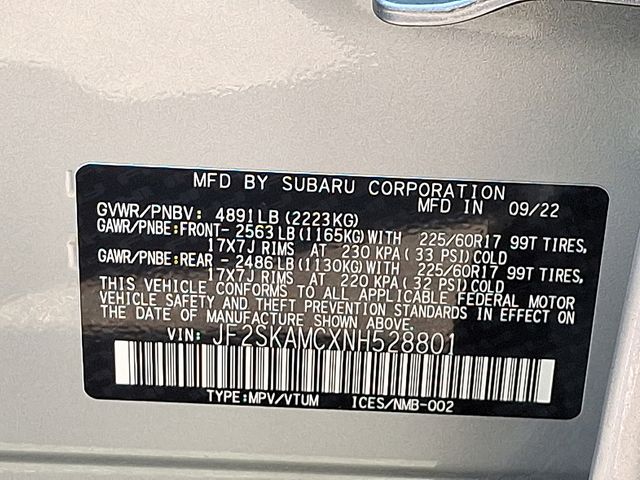 MFD BY SUBARU CORPORATION
GVWR/PNBV: 4891LB(2223KG) MFD IN 09/22
GAWR/PNBE:FRONT- 2563LB(1165KG)WITH 225/60R17 99T TIRES,
17X7J RIMS AT 230 KPA( 33 PSI)COLD
GAWR/PNBE:REAR - 2486LB(1130KG)WITH 225/60R17 99T TIRES,
17X7J RIMS AT 220 KPA( 32 PSI)COLD
THIS VEHICLE CONFORMS TO ALL APPLICABLE FEDERAL MOTOR
VEHICLE SAFETY AND THEFT PREVENTION STANDARDS IN EFFECT ON
THE DATE OF MANUFACTURE SHOWN ABOVE.
VIN: JF2SKAMCXNH528801
TYPE:MPV/VTUM ICES/NMB-002